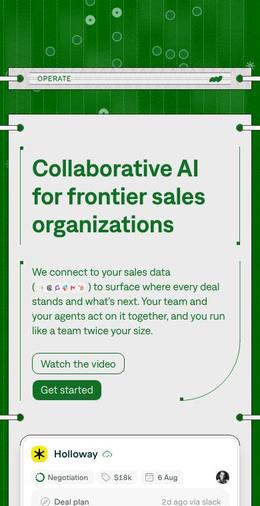 OPERATE
Collaborative AI
for frontier sales
organizations
We connect to your sales data
( ) to surface where every deal
stands and what's next. Your team and
your agents act on it together, and you run
like a team twice your size.
Watch the video
Get started
Holloway
Negotiation $18k 6 Aug
Deal plan 2d ago via slack